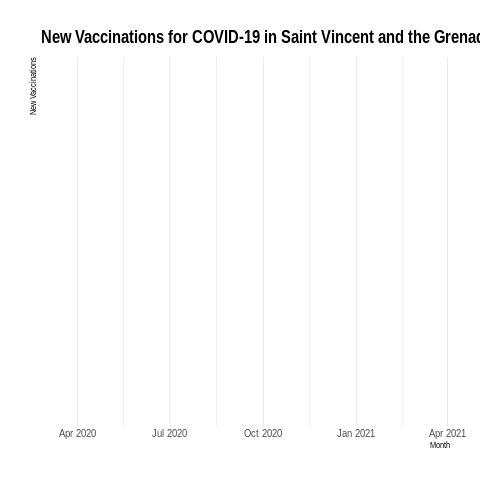 New Vaccinations for COVID-19 in Saint Vincent and the Grenad
New Vaccinations
Apr 2020 Jul 2020 Oct 2020 Jan 2021 Apr 2021
Month